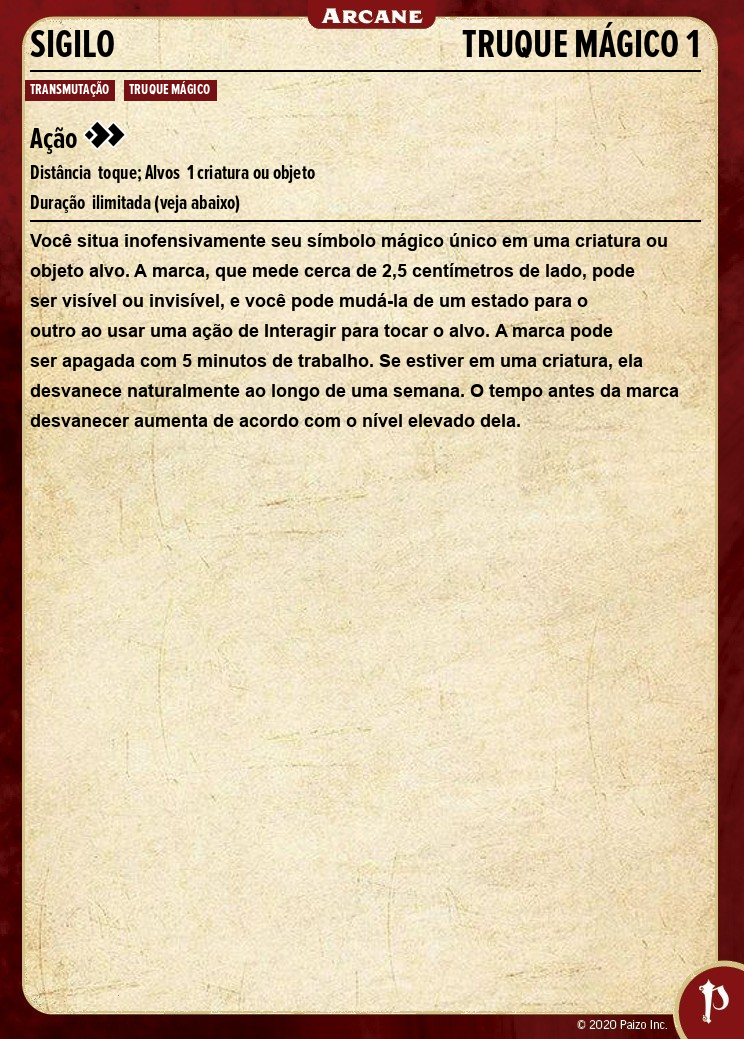 ARCANE
SIGILO TRUQUE MÁGICO 1
TRANSMUTAÇÃO TRUQUE MÁGICO
Ação
Distância toque; Alvos 1 criatura ou objeto
Duração ilimitada (veja abaixo)
Você situa inofensivamente seu símbolo mágico único em uma criatura ou
objeto alvo. A marca, que mede cerca de 2,5 centímetros de lado, pode
ser visível ou invisível, e você pode mudá-la de um estado para o
outro ao usar uma ação de Interagir para tocar o alvo. A marca pode
ser apagada com 5 minutos de trabalho. Se estiver em uma criatura, ela
desvanece naturalmente ao longo de uma semana. O tempo antes da marca
desvanecer aumenta de acordo com o nível elevado dela.
© 2020 Paizo Inc.
P